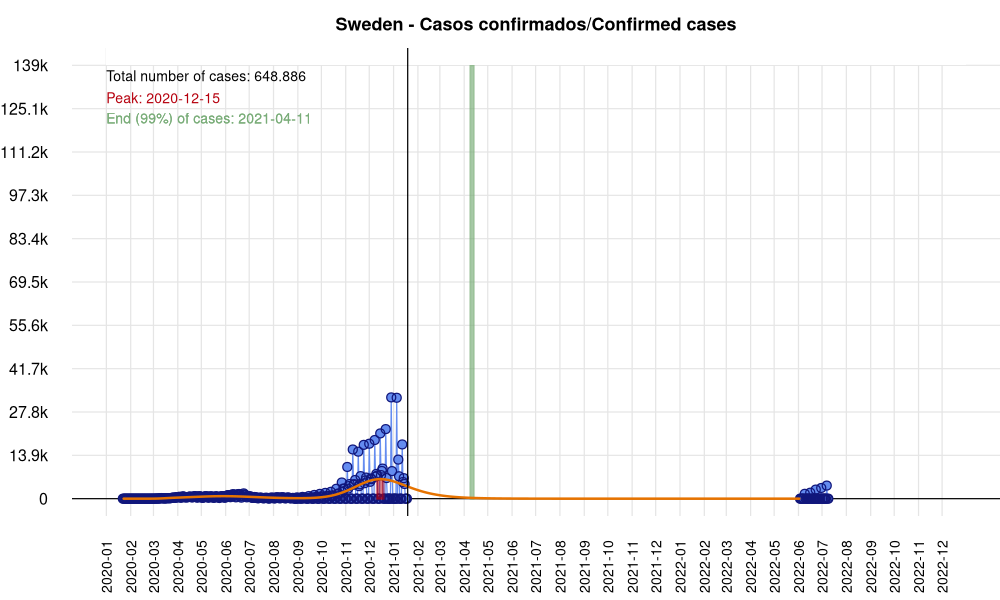 Sweden - Casos confirmados/Confirmed cases
139k
125.1k
111.2k
97.3k
83.4k
69.5k
55.6k
41.7k
27.8k
13.9k
0
Total number of cases: 648.886
Peak: 2020-12-15
End (99%) of cases: 2021-04-11
2020-01
2020-02
2020-03
2020-04
2020-05
2020-06
2020-07
2020-08
2020-09
2020-10
2020-11
2020-12
2021-01
2021-02
2021-03
2021-04
2021-05
2021-06
2021-07
2021-08
2021-09
2021-10
2021-11
2021-12
2022-01
2022-02
2022-03
2022-04
2022-05
2022-06
2022-07
2022-08
2022-09
2022-10
2022-11
2022-12